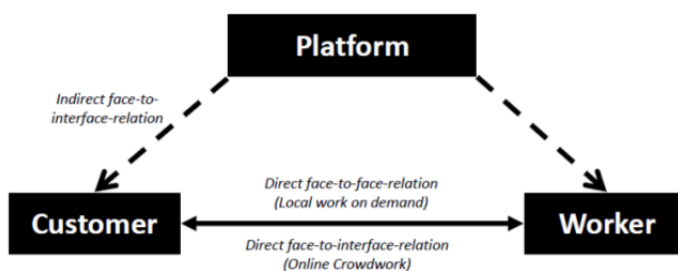 Platform
Indirect face-to-
interface-relation
Direct face-to-face-relation
(Local work on demand)
Customer
Worker
Direct face-to-interface-relation
(Online Crowdwork)